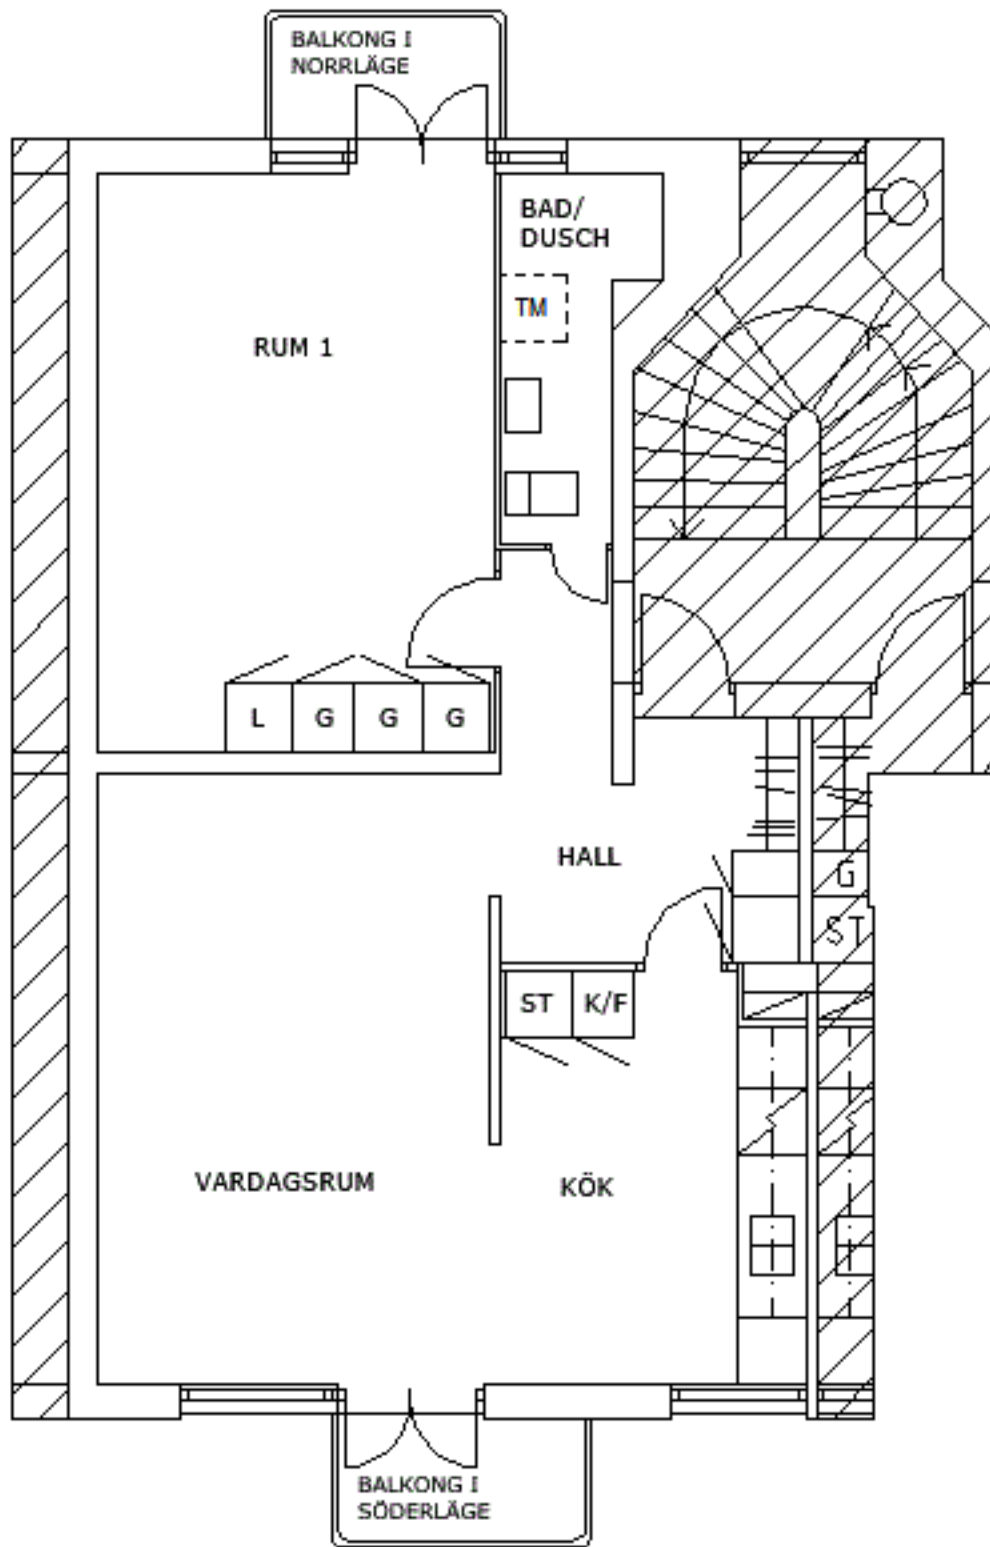 BALKONG I
NORRLÄGE
BAD/
DUSCH
TM
RUM 1
L G G G
HALL
G
ST
ST K/F
VARDAGSRUM
KÖK
BALKONG I
SÖDERLÄGE